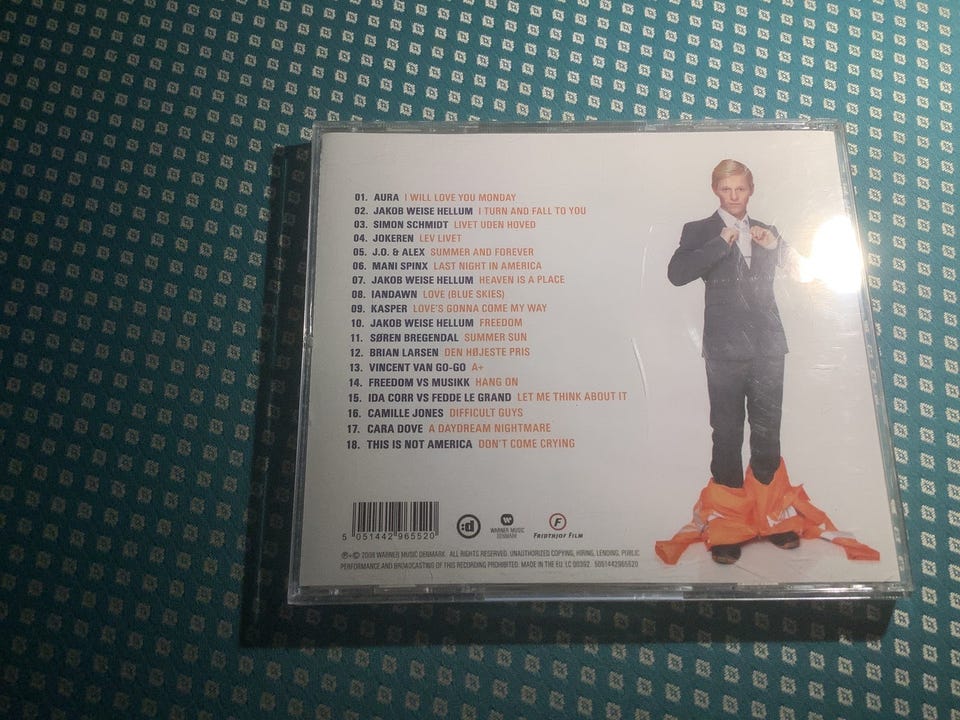 01. AURA I WILL LOVE YOU MONDAY
02. JAKOB WEISE HELLUM I TURN AND FALL TO YOU
03. SIMON SCHMIDT LIVET UDEN HOVED
04. JOKEREN LEV LIVET
05. J.O. & ALEX SUMMER AND FOREVER
06. MANI SPINX LAST NIGHT IN AMERICA
07. JAKOB WEISE HELLUM HEAVEN IS A PLACE
08. IANDAWN LOVE (BLUE SKIES)
09. KASPER LOVE'S GONNA COME MY WAY
10. JAKOB WEISE HELLUM FREEDOM
11. SØREN BREGENDAL SUMMER SUN
12. BRIAN LARSEN DEN HØJESTE PRIS
13. VINCENT VAN GO-GO A+
14. FREEDOM VS MUSIKK HANG ON
15. IDA CORR VS FEDDE LE GRAND LET ME THINK ABOUT IT
16. CAMILLE JONES DIFFICULT GUYS
17. CARA DOVE A DAYDREAM NIGHTMARE
18. THIS IS NOT AMERICA DON'T COME CRYING
5 051442 965520
:d
WARNER MUSIC
DENMARK
F
FRIDTHJOF FILM
℗+© 2008 WARNER MUSIC DENMARK. ALL RIGHTS RESERVED. UNAUTHORIZED COPYING, HIRING, LENDING, PUBLIC
PERFORMANCE AND BROADCASTING OF THIS RECORDING PROHIBITED. MADE IN THE EU. LC 00392 5051442965520